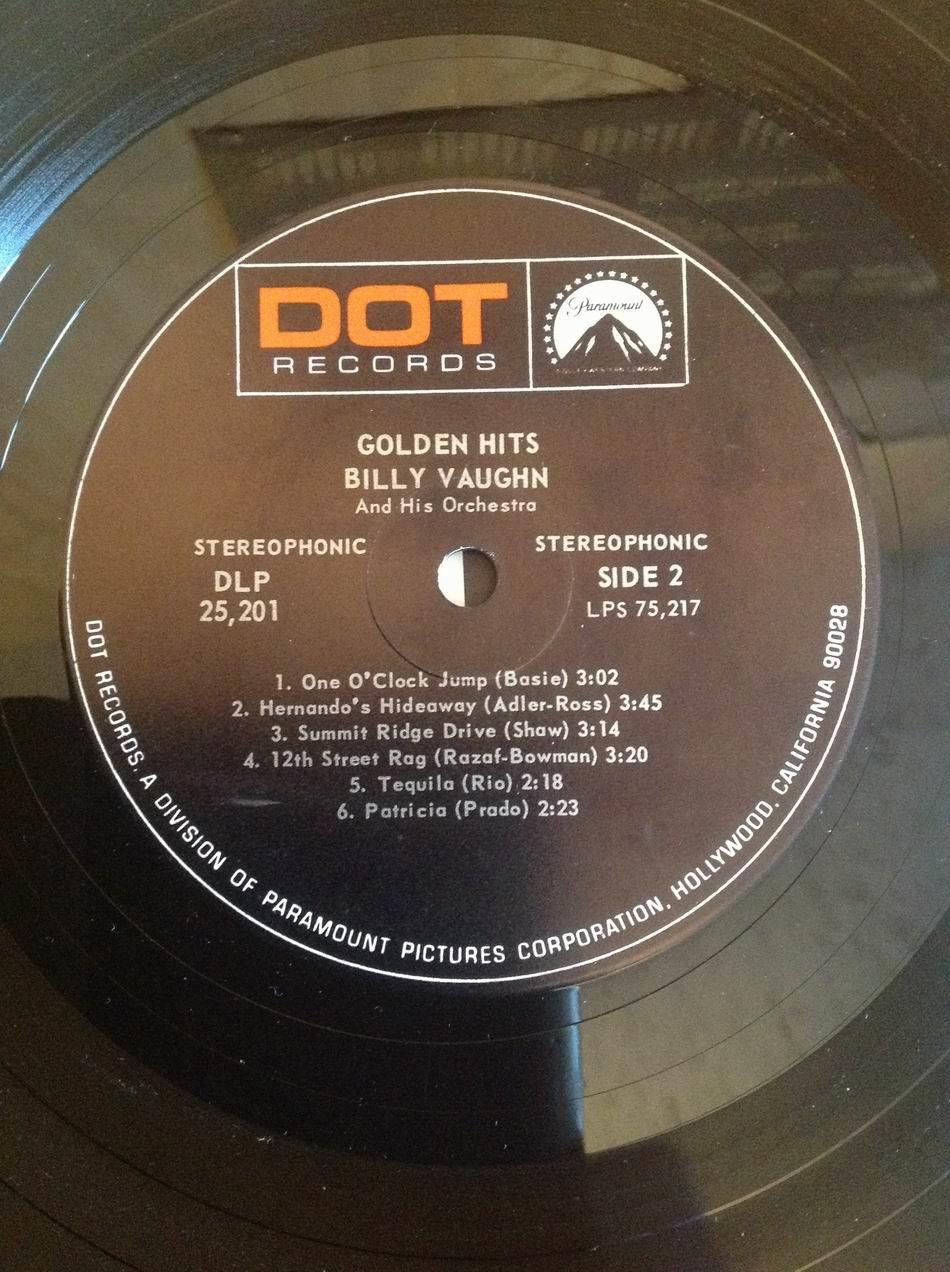 DOT
RECORDS
Paramount
GOLDEN HITS
BILLY VAUGHN
And His Orchestra
STEREOPHONIC
DLP
25,201
STEREOPHONIC
SIDE 2
LPS 75,217
1. One O'Clock Jump (Basie) 3:02
2. Hernando's Hideaway (Adler-Ross) 3:45
3. Summit Ridge Drive (Shaw) 3:14
4. 12th Street Rag (Razaf-Bowman) 3:20
5. Tequila (Rio) 2:18
6. Patricia (Prado) 2:23
DOT RECORDS, A DIVISION OF PARAMOUNT PICTURES CORPORATION, HOLLYWOOD, CALIFORNIA 90028